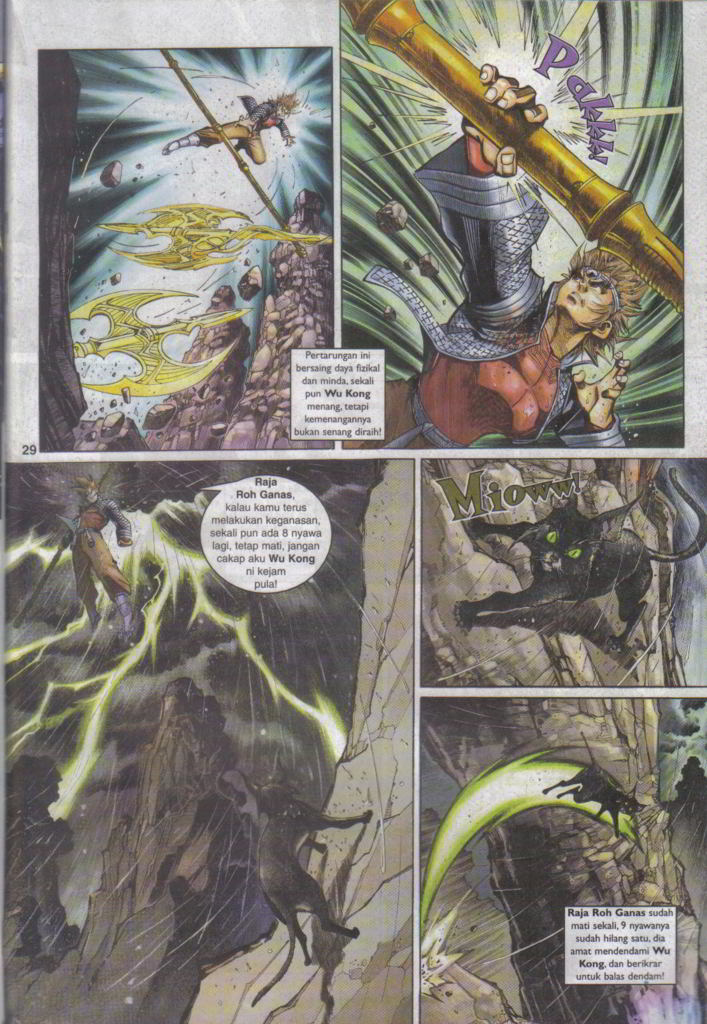 Pakkk!
Pertarungan ini
bersaing daya fizikal
dan minda, sekali
pun Wu Kong
menang, tetapi
kemenangannya
bukan senang diraih!
29
Raja
Roh Ganas,
kalau kamu terus
melakukan keganasan,
sekali pun ada 8 nyawa
lagi, tetap mati, jangan
cakap aku Wu Kong
ni kejam
pula!
Mioww!
Raja Roh Ganas sudah
mati sekali, 9 nyawanya
sudah hilang satu, dia
amat mendendami Wu
Kong, dan berikrar
untuk balas dendam!